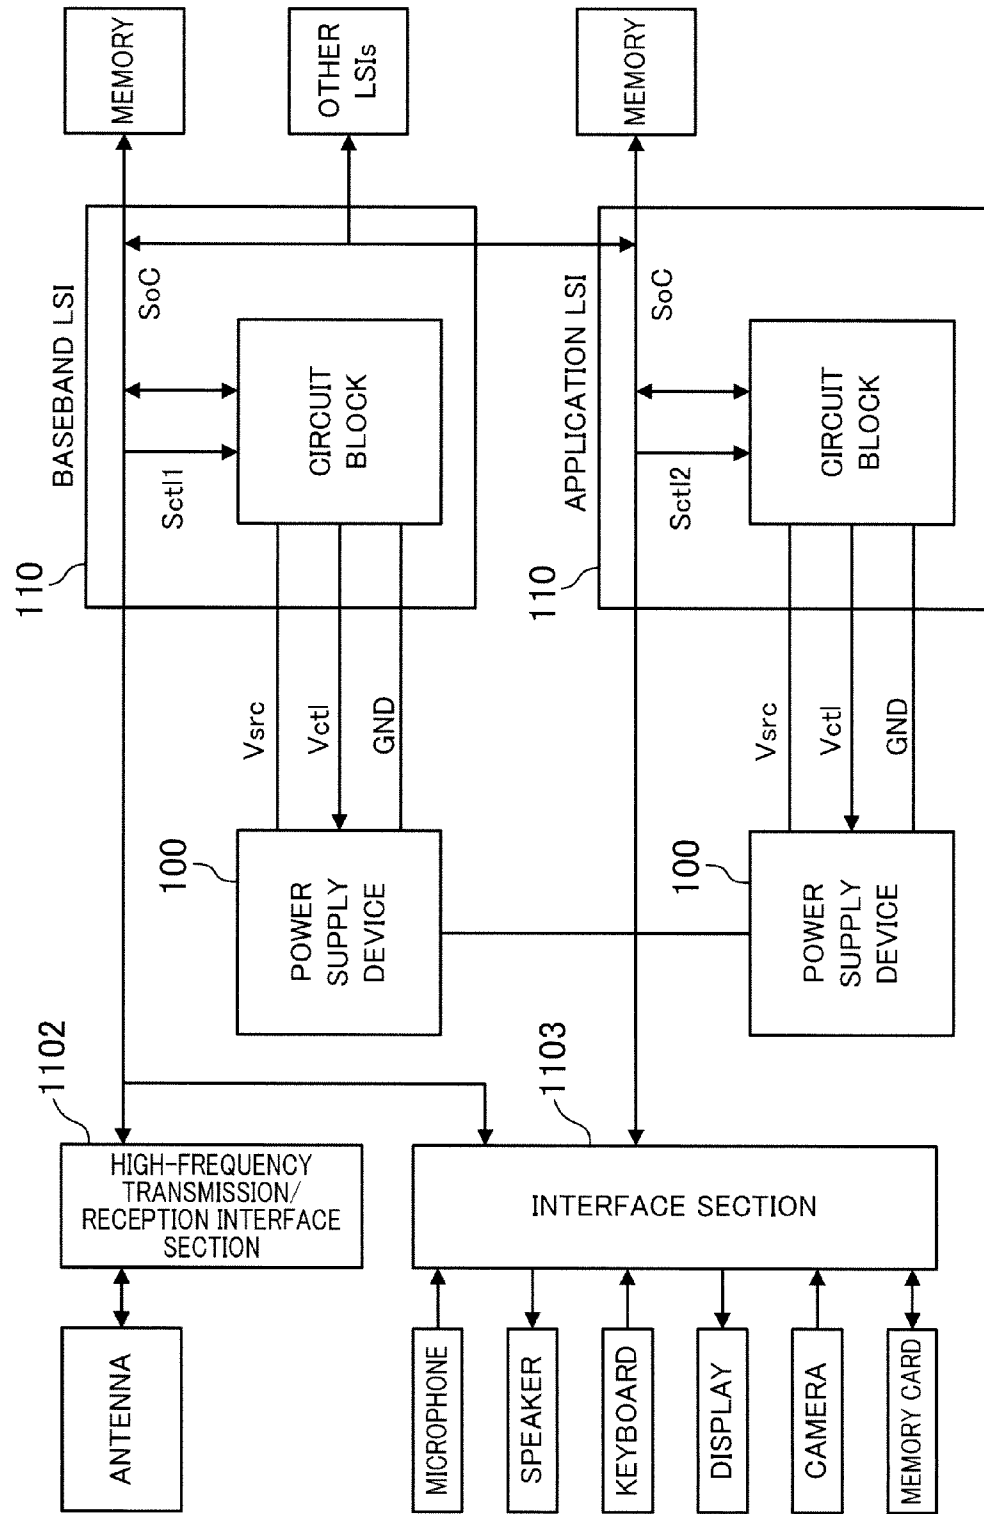 MEMORY
OTHER
LSIs
MEMORY
BASEBAND LSI
110
SoC
Sctl1
CIRCUIT
BLOCK
APPLICATION LSI
110
SoC
Sctl2
CIRCUIT
BLOCK
Vsrc
Vctl
GND
Vsrc
Vctl
GND
100
POWER
SUPPLY
DEVICE
100
POWER
SUPPLY
DEVICE
1102
HIGH-FREQUENCY
TRANSMISSION/
RECEPTION INTERFACE
SECTION
1103
INTERFACE SECTION
ANTENNA
MICROPHONE
SPEAKER
KEYBOARD
DISPLAY
CAMERA
MEMORY CARD